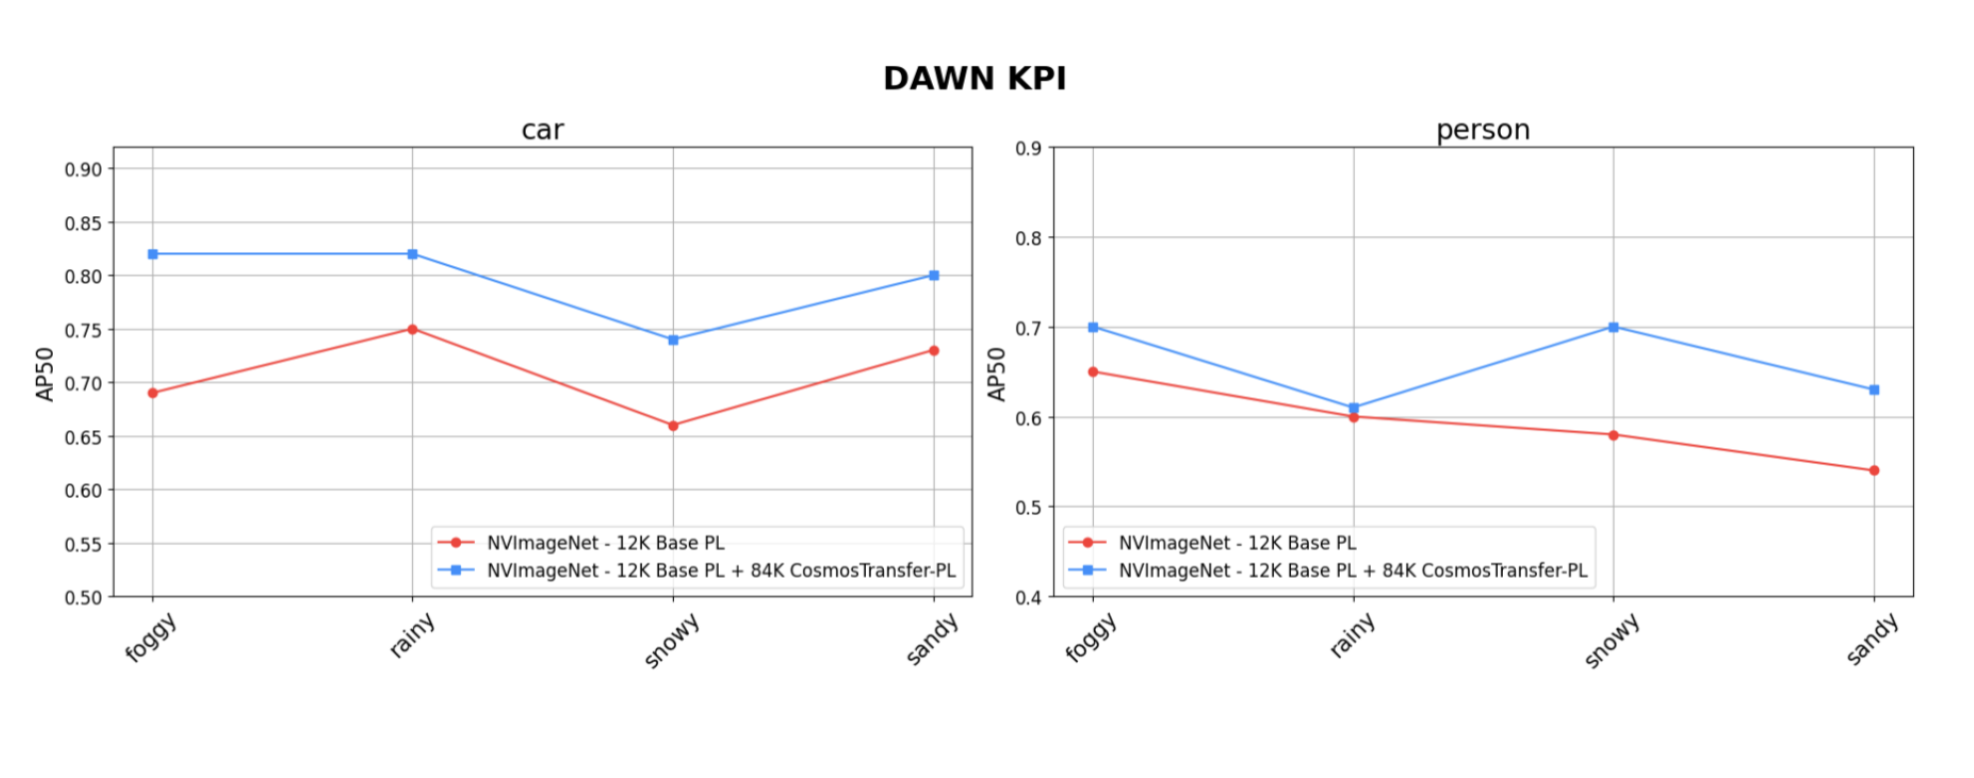 DAWN KPI
car
0.90
0.85
0.80
0.75
0.70
0.65
0.60
0.55
0.50
AP50
NVImageNet - 12K Base PL
NVImageNet - 12K Base PL + 84K CosmosTransfer-PL
foggy
rainy
snowy
sandy
person
0.9
0.8
0.7
0.6
0.5
0.4
AP50
NVImageNet - 12K Base PL
NVImageNet - 12K Base PL + 84K CosmosTransfer-PL
foggy
rainy
snowy
sandy